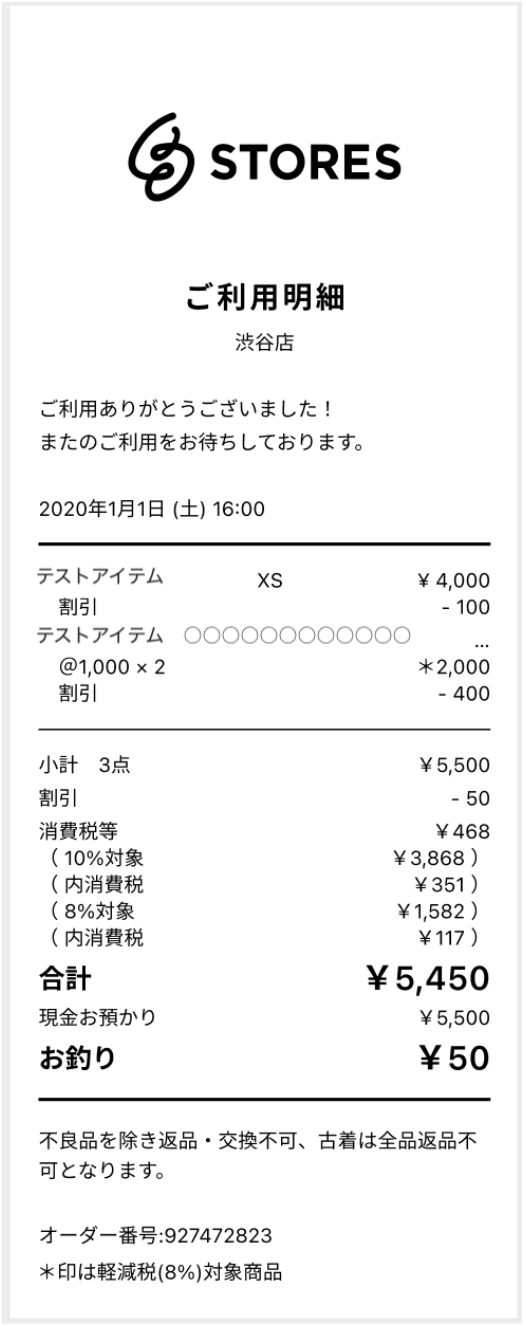 STORES
ご利用明細
渋谷店
ご利用ありがとうございました！
またのご利用をお待ちしております。
2020年1月1日 (土) 16:00
テストアイテム XS ¥ 4,000
割引 - 100
テストアイテム 〇〇〇〇〇〇〇〇〇〇〇〇 ...
@1,000 × 2 ＊2,000
割引 - 400
小計　3点 ￥5,500
割引 - 50
消費税等 ￥468
（ 10%対象 ￥3,868 ）
（ 内消費税 ￥351 ）
（ 8%対象 ￥1,582 ）
（ 内消費税 ￥117 ）
合計 ￥5,450
現金お預かり ￥5,500
お釣り ￥50
不良品を除き返品・交換不可、古着は全品返品不
可となります。
オーダー番号:927472823
＊印は軽減税(8%)対象商品